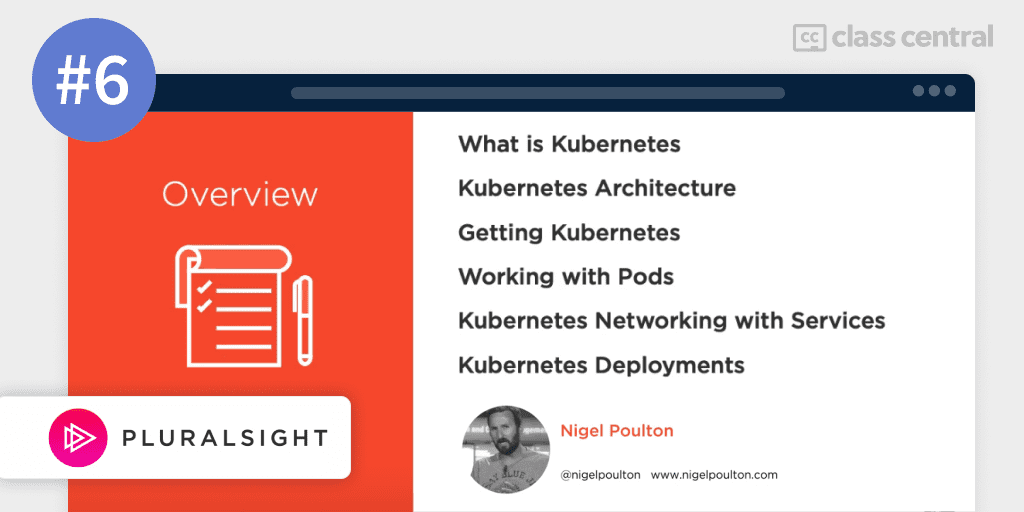 #6
class central
Overview
What is Kubernetes
Kubernetes Architecture
Getting Kubernetes
Working with Pods
Kubernetes Networking with Services
Kubernetes Deployments
Nigel Poulton
@nigelpoulton www.nigelpoulton.com
PLURALSIGHT